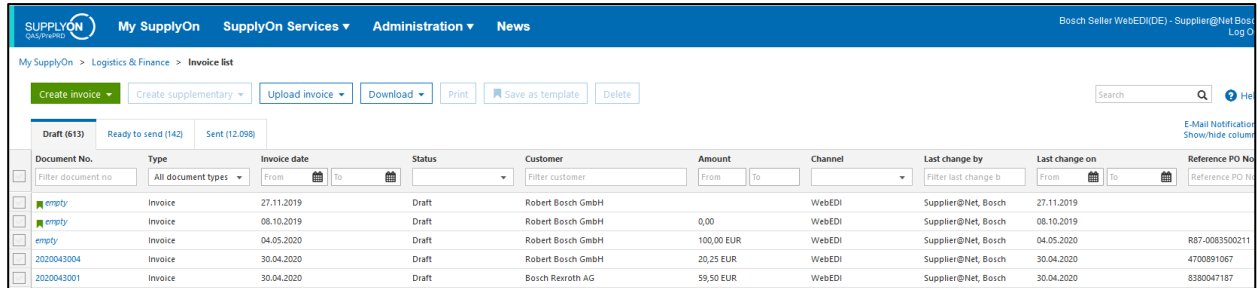 SUPPLYON
QAS/PrePRD
My SupplyOn SupplyOn Services Administration News
Bosch Seller WebEDI(DE) - Supplier@Net Bosc
Log O
My SupplyOn > Logistics & Finance > Invoice list
Create invoice Create supplementary Upload invoice Download Print Save as template Delete Search Hel
Draft (613) Ready to send (142) Sent (12.098)
E-Mail Notification
Show/hide column
Document No. Type Invoice date Status Customer Amount Channel Last change by Last change on Reference PO No
Filter document no All document types From To Filter customer From To Filter last change b From To Reference PO No
empty Invoice 27.11.2019 Draft Robert Bosch GmbH WebEDI Supplier@Net, Bosch 27.11.2019
empty Invoice 08.10.2019 Draft Robert Bosch GmbH 0,00 WebEDI Supplier@Net, Bosch 08.10.2019
empty Invoice 04.05.2020 Draft Robert Bosch GmbH 100,00 EUR WebEDI Supplier@Net, Bosch 04.05.2020 R87-0083500211
2020043004 Invoice 30.04.2020 Draft Robert Bosch GmbH 20,25 EUR WebEDI Supplier@Net, Bosch 30.04.2020 4700891067
2020043001 Invoice 30.04.2020 Draft Bosch Rexroth AG 59,50 EUR WebEDI Supplier@Net, Bosch 30.04.2020 8380047187